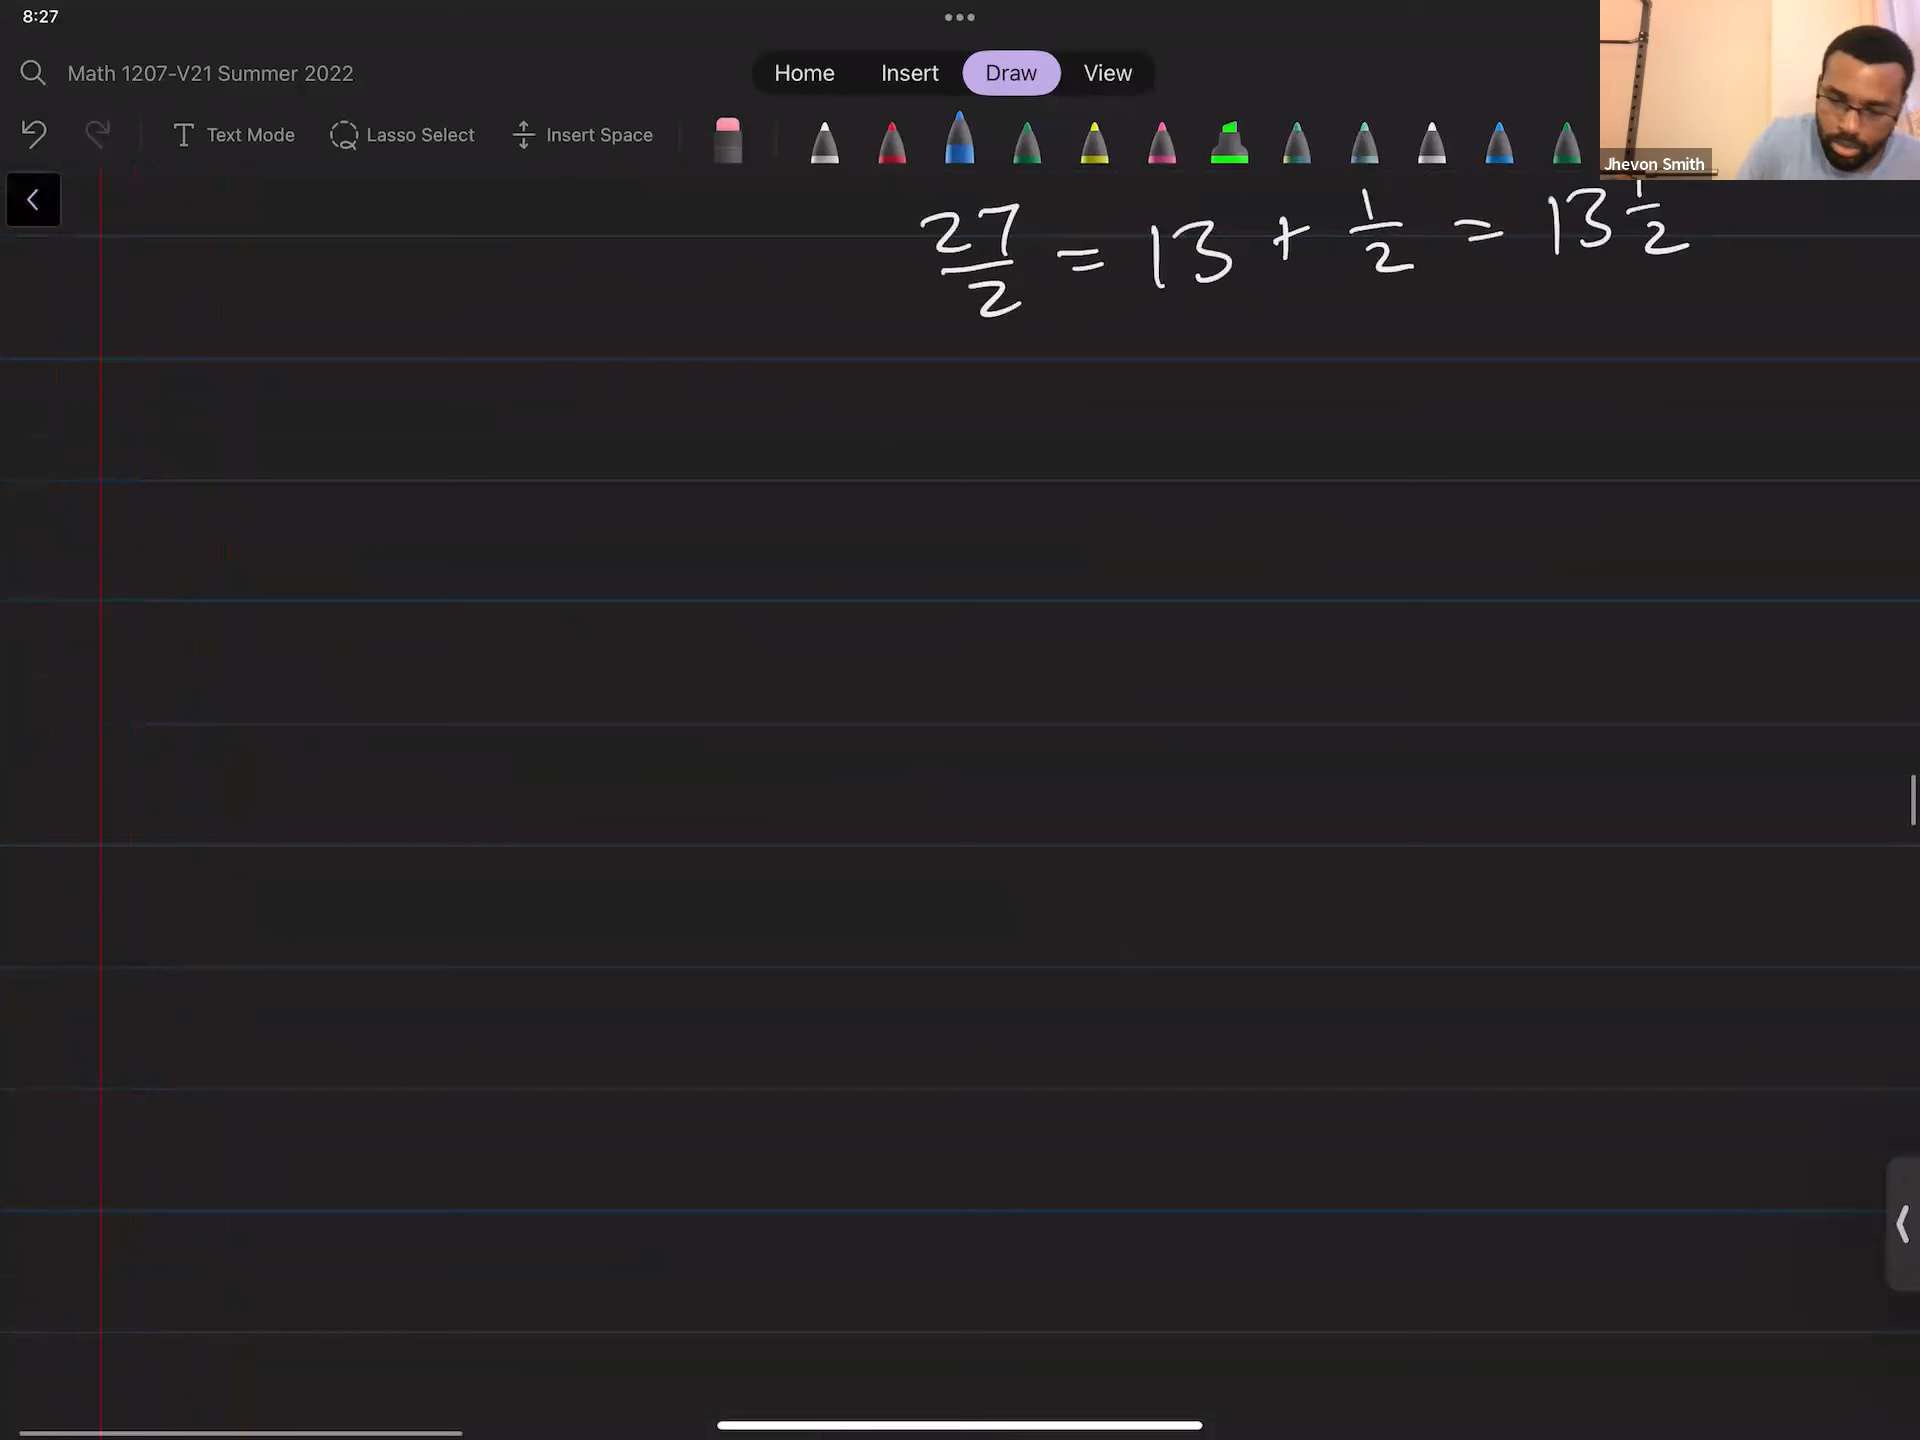 8:27
Math 1207-V21 Summer 2022
Home Insert Draw View
Text Mode Lasso Select Insert Space
Jhevon Smith
27/2 = 13 + 1/2 = 13 1/2